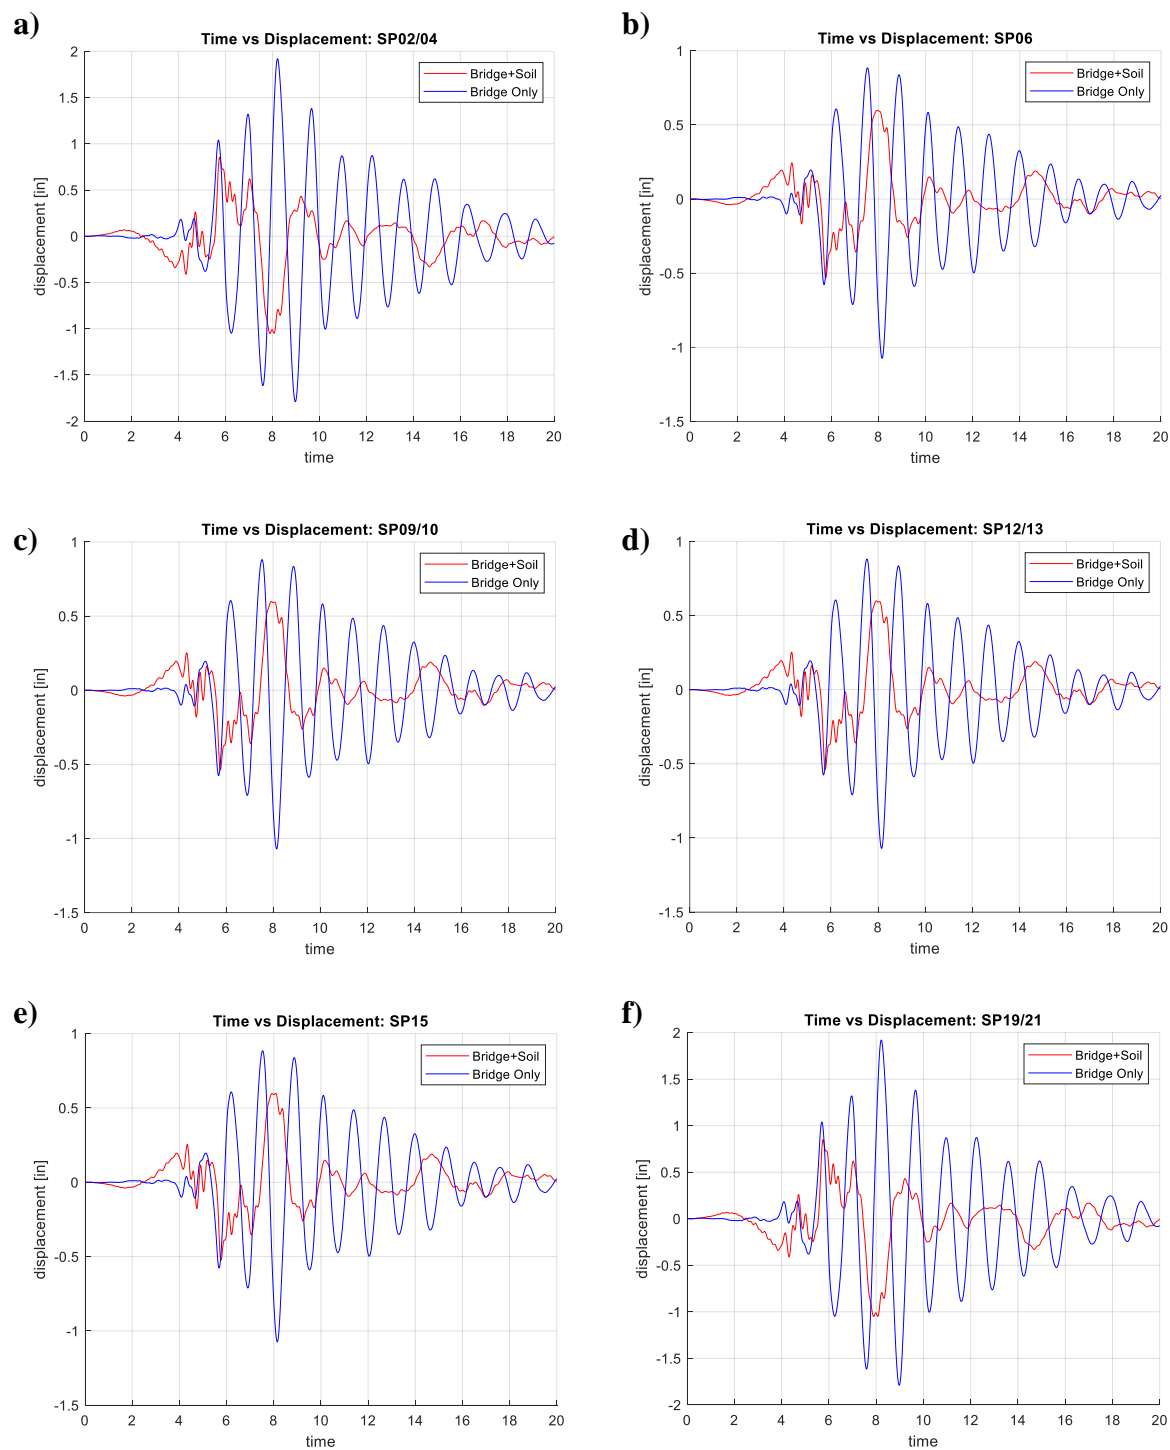 a)
Time vs Displacement: SP02/04
Bridge+Soil
Bridge Only
2
1.5
1
0.5
0
-0.5
-1
-1.5
-2
displacement [in]
0 2 4 6 8 10 12 14 16 18 20
time
b)
Time vs Displacement: SP06
Bridge+Soil
Bridge Only
1
0.5
0
-0.5
-1
-1.5
displacement [in]
0 2 4 6 8 10 12 14 16 18 20
time
c)
Time vs Displacement: SP09/10
Bridge+Soil
Bridge Only
1
0.5
0
-0.5
-1
-1.5
displacement [in]
0 2 4 6 8 10 12 14 16 18 20
time
d)
Time vs Displacement: SP12/13
Bridge+Soil
Bridge Only
1
0.5
0
-0.5
-1
-1.5
displacement [in]
0 2 4 6 8 10 12 14 16 18 20
time
e)
Time vs Displacement: SP15
Bridge+Soil
Bridge Only
1
0.5
0
-0.5
-1
-1.5
displacement [in]
0 2 4 6 8 10 12 14 16 18 20
time
f)
Time vs Displacement: SP19/21
Bridge+Soil
Bridge Only
2
1.5
1
0.5
0
-0.5
-1
-1.5
-2
displacement [in]
0 2 4 6 8 10 12 14 16 18 20
time